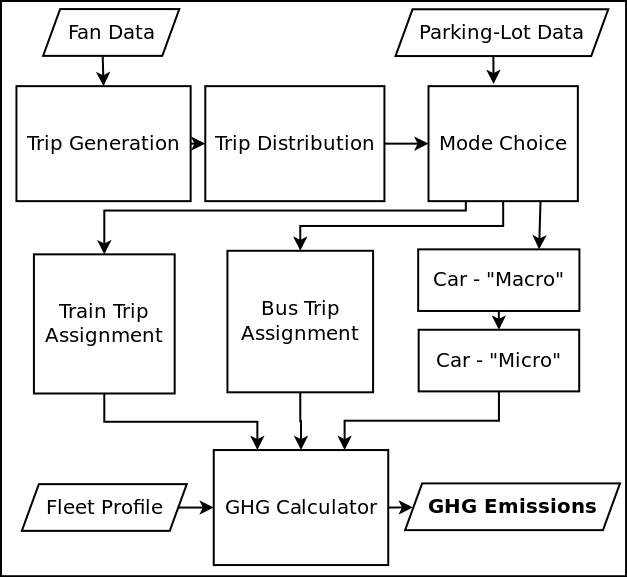 Fan Data
Parking-Lot Data
Trip Generation
Trip Distribution
Mode Choice
Train Trip
Assignment
Bus Trip
Assignment
Car - "Macro"
Car - "Micro"
Fleet Profile
GHG Calculator
GHG Emissions